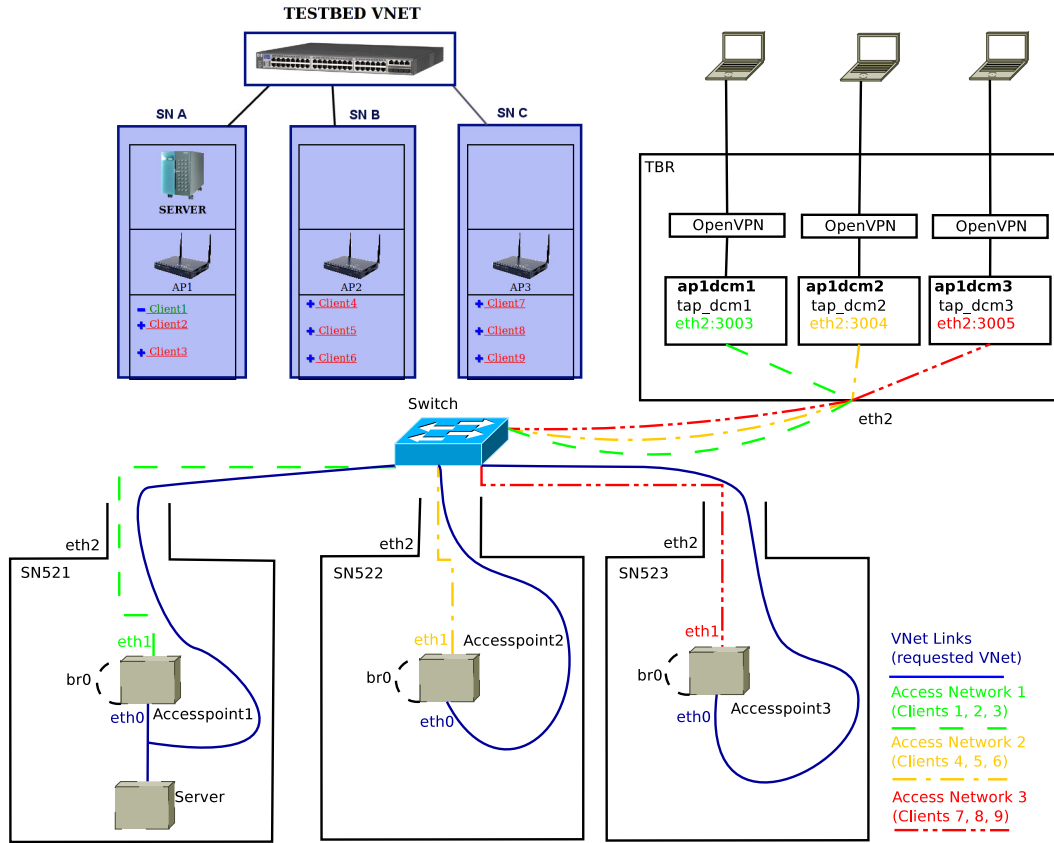 TESTBED VNET
SN A
SN B
SN C
SERVER
AP1
AP2
AP3
- Client1
+ Client2
+ Client3
+ Client4
+ Client5
+ Client6
+ Client7
+ Client8
+ Client9
TBR
OpenVPN
OpenVPN
OpenVPN
ap1dcm1
tap_dcm1
eth2:3003
ap1dcm2
tap_dcm2
eth2:3004
ap1dcm3
tap_dcm3
eth2:3005
eth2
Switch
eth2
SN521
eth1
br0
eth0
Accesspoint1
Server
eth2
SN522
eth1
Accesspoint2
br0
eth0
eth2
SN523
eth1
br0
eth0
Accesspoint3
VNet Links
(requested VNet)
Access Network 1
(Clients 1, 2, 3)
Access Network 2
(Clients 4, 5, 6)
Access Network 3
(Clients 7, 8, 9)